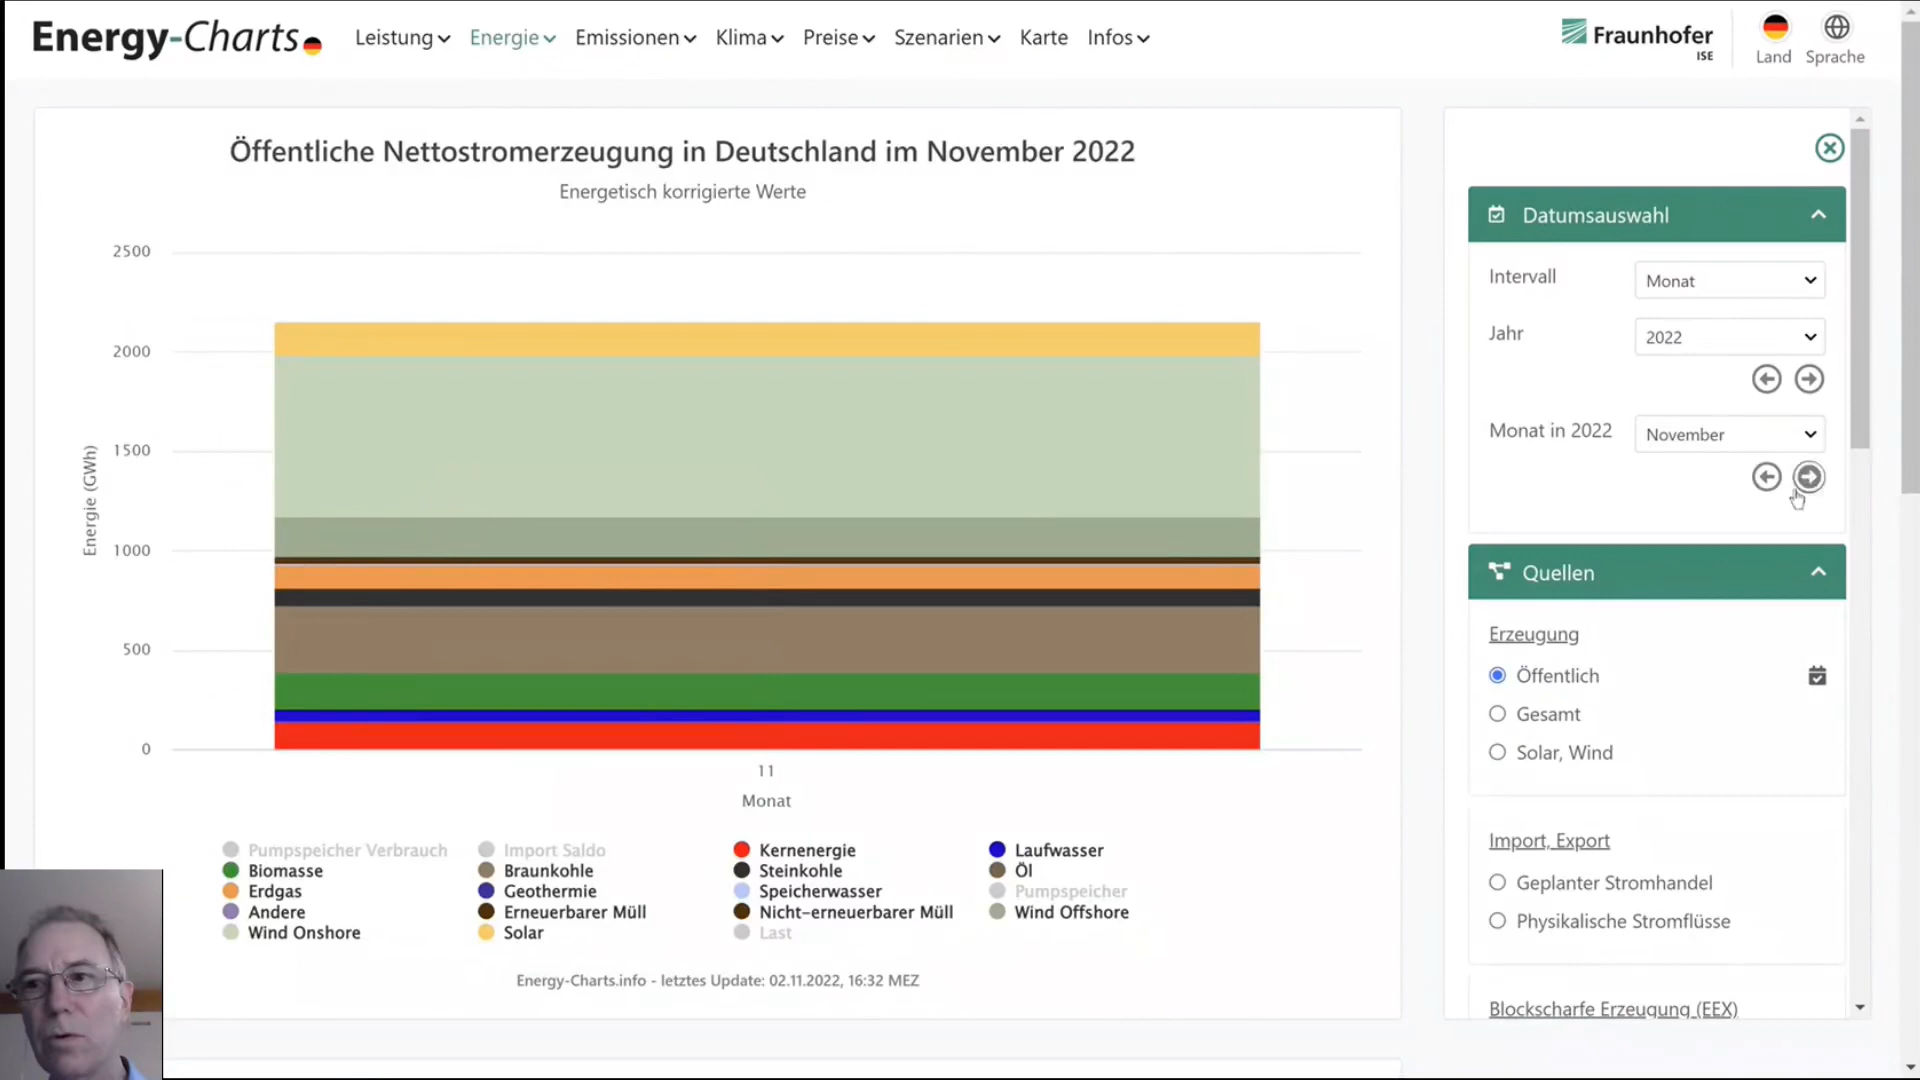 Energy-Charts
Leistung Energie Emissionen Klima Preise Szenarien Karte Infos
Fraunhofer
ISE
Land Sprache
Öffentliche Nettostromerzeugung in Deutschland im November 2022
Energetisch korrigierte Werte
2500
2000
1500
1000
500
0
Energie (GWh)
11
Monat
Pumpspeicher Verbrauch Import Saldo Kernenergie Laufwasser
Biomasse Braunkohle Steinkohle Öl
Erdgas Geothermie Speicherwasser Pumpspeicher
Andere Erneuerbarer Müll Nicht-erneuerbarer Müll Wind Offshore
Wind Onshore Solar Last
Energy-Charts.info - letztes Update: 02.11.2022, 16:32 MEZ
Datumsauswahl
Intervall Monat
Jahr 2022
Monat in 2022 November
Quellen
Erzeugung
Öffentlich
Gesamt
Solar, Wind
Import, Export
Geplanter Stromhandel
Physikalische Stromflüsse
Blockscharfe Erzeugung (EEX)